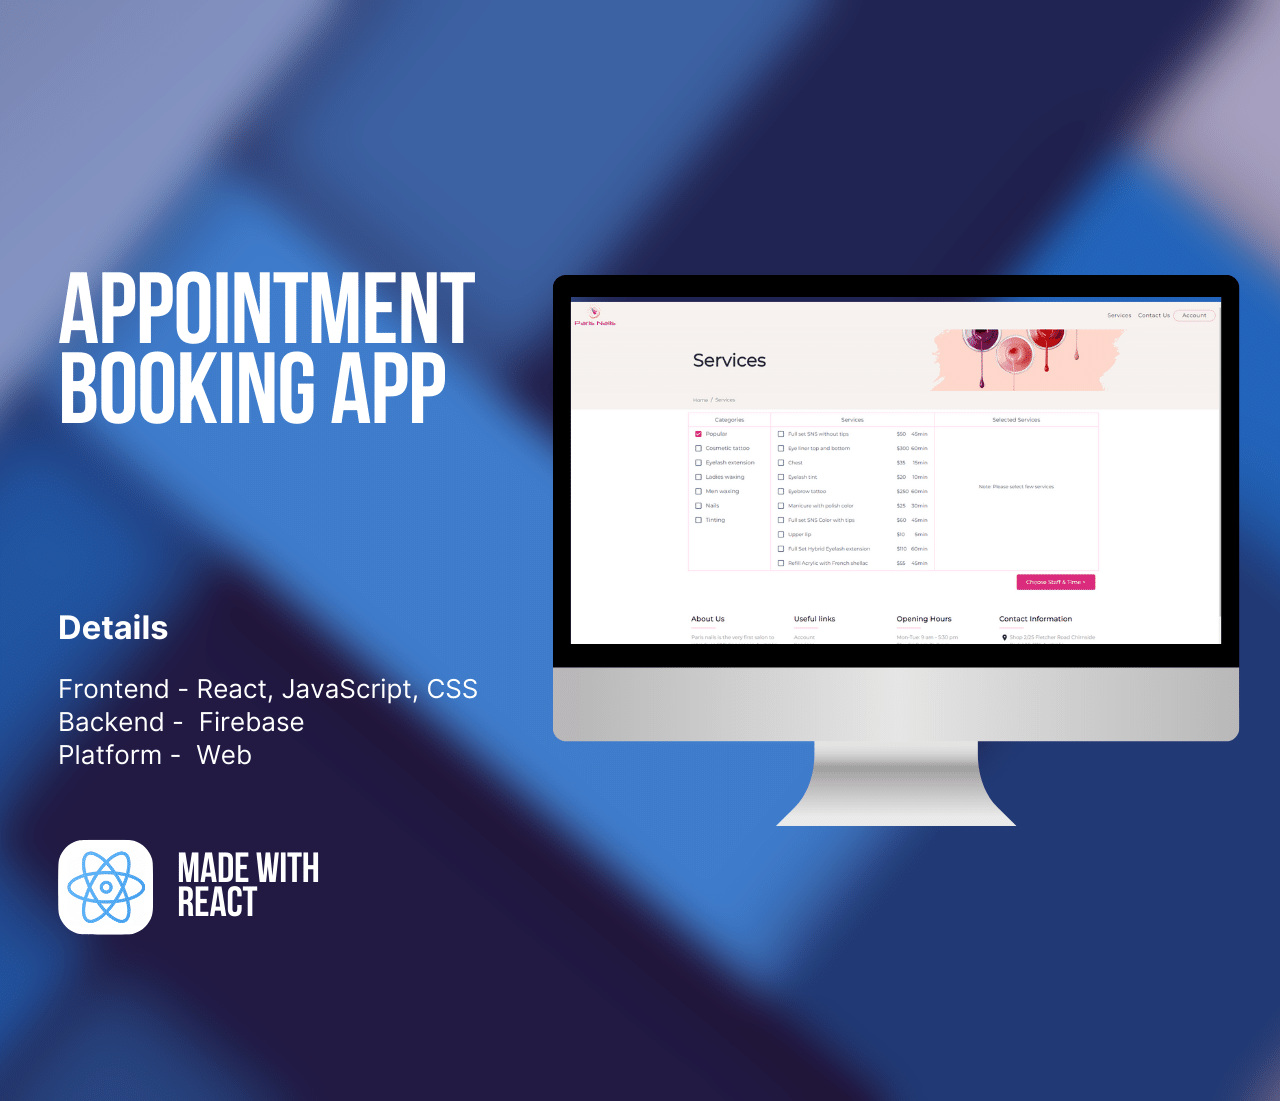 APPOINTMENT
BOOKING APP
Details
Frontend - React, JavaScript, CSS
Backend - Firebase
Platform - Web
MADE WITH
REACT
Paris Nails
Services Contact Us Account
Services
Home / Services
Categories Services Selected Services
Popular Full set SNS without tips $50 45min
Cosmetic tattoo Eye liner top and bottom $300 60min
Eyelash extension Chest $35 15min
Ladies waxing Eyelash tint $20 10min
Men waxing Eyebrow tattoo $250 60min
Nails Manicure with polish color $25 30min
Tinting Full set SNS Color with tips $60 45min
Upper lip $10 5min
Full Set Hybrid Eyelash extension $110 60min
Refill Acrylic with French shellac $55 45min
Note: Please select few services
Choose Staff & Time
About Us Useful links Opening Hours Contact Information
Paris nails is the very first salon to Account Mon-Tue: 9 am - 5:30 pm Shop 2/25 Fletcher Road Chirnside